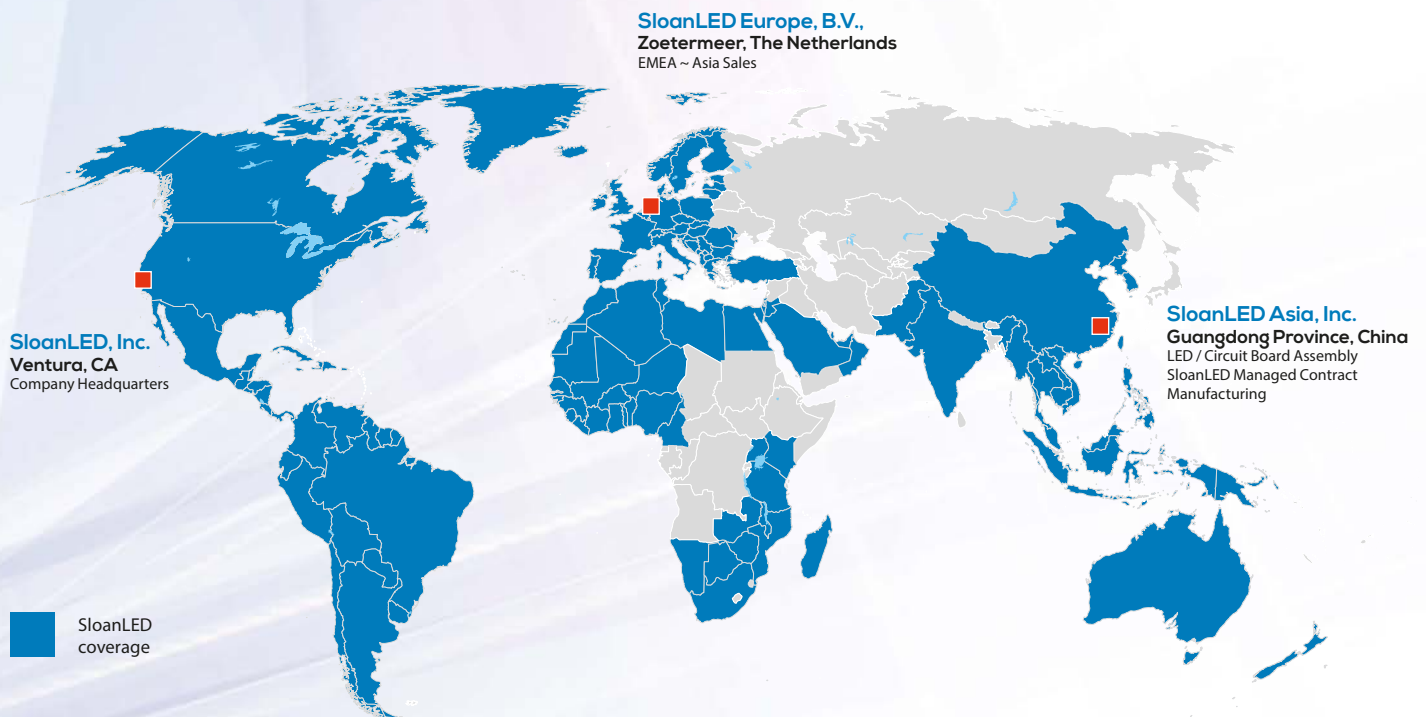 SloanLED Europe, B.V.,
Zoetermeer, The Netherlands
EMEA ~ Asia Sales
SloanLED, Inc.
Ventura, CA
Company Headquarters
SloanLED Asia, Inc.
Guangdong Province, China
LED / Circuit Board Assembly
SloanLED Managed Contract
Manufacturing
SloanLED
coverage